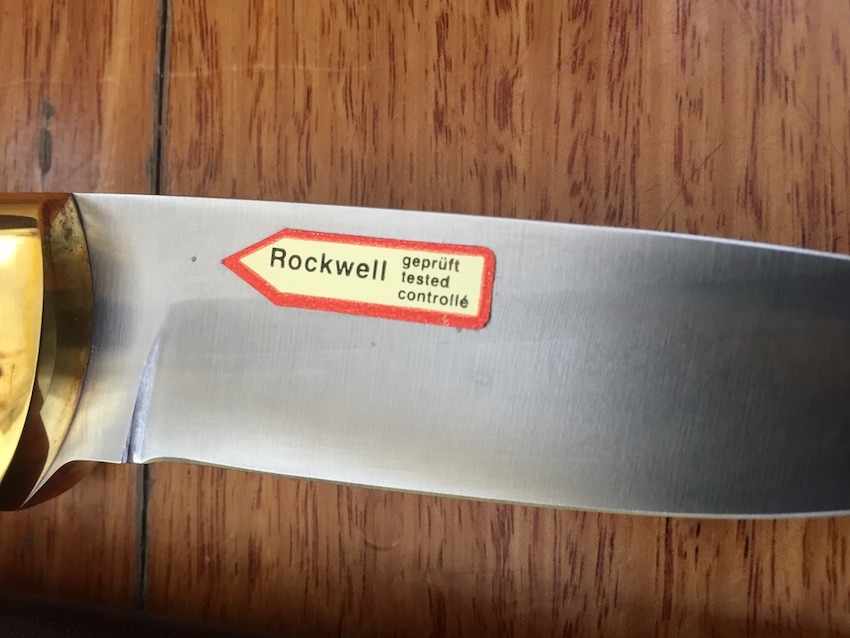 Rockwell
geprüft
tested
controllé